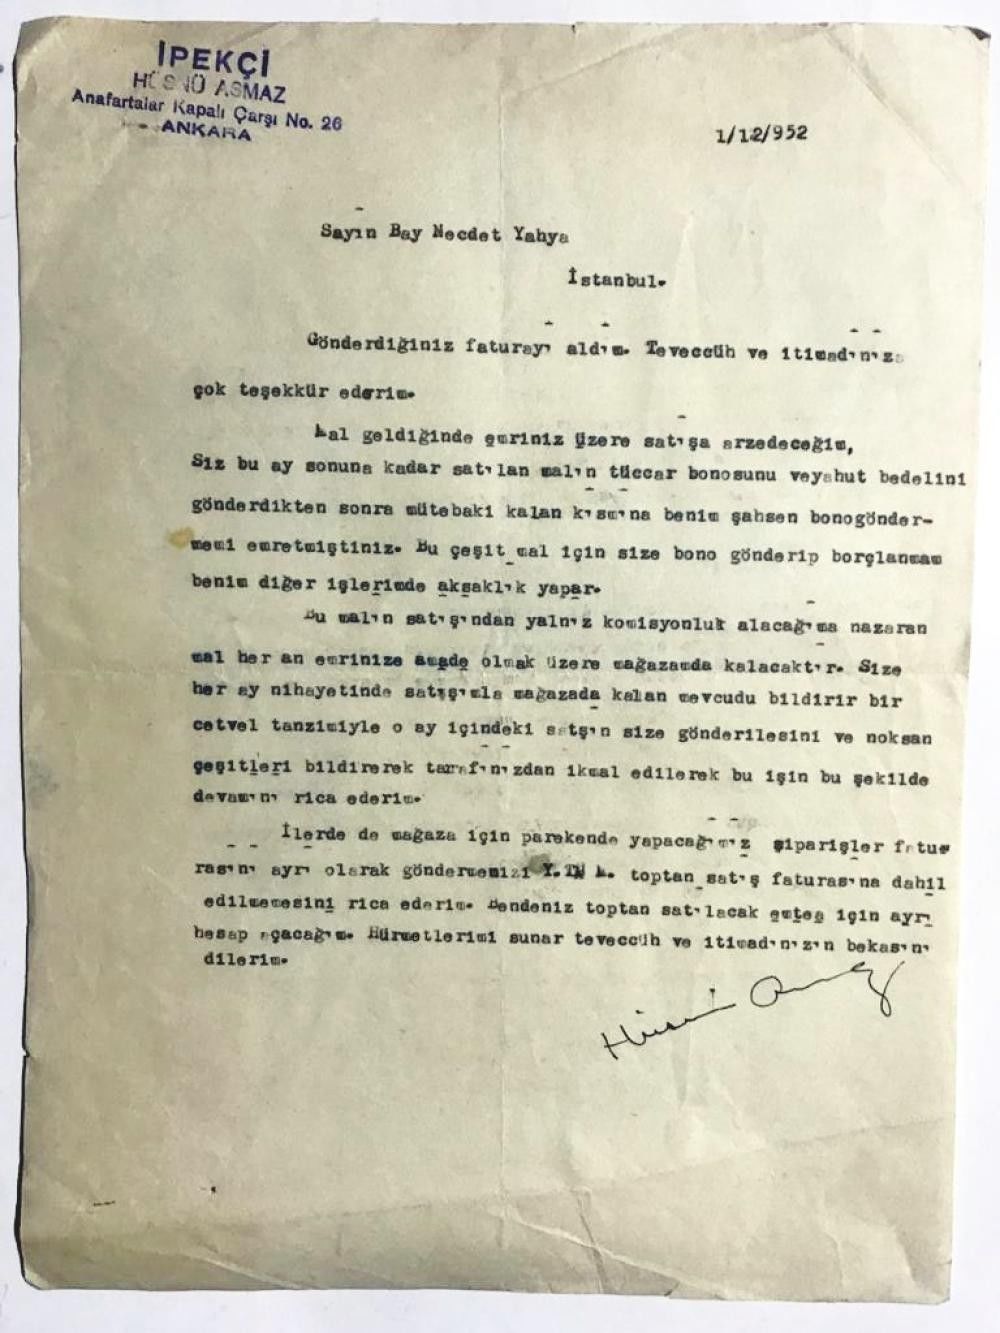 İPEKÇİ
HÜSNÜ ASMAZ
Anafartalar Kapalı Çarşı No. 26
ANKARA
1/12/952
Sayın Bay Necdet Yahya
İstanbul.
Gönderdiğiniz faturayı aldım. Teveccüh ve itimadınıza
çok teşekkür ederim.
Mal geldiğinde emriniz üzere satışa arzedeceğim,
Siz bu ay sonuna kadar satılan malın tüccar bonosunu veyahut bedelini
gönderdikten sonra mütebaki kalan kısmına benim şahsen bonogönder-
memi emretmiştiniz. Bu çeşit mal için size bono gönderip borçlanmam
benim diğer işlerimde aksaklık yapar.
Bu malın satışından yalnız komisyonluk alacağıma nazaran
mal her an emrinize amade olmak üzere mağazamda kalacaktır. Size
her ay nihayetinde satışımla mağazada kalan mevcudu bildirir bir
cetvel tanzimiyle o ay içindeki satşın size gönderilesini ve noksan
çeşitleri bildirerek tarafınızdan ikmal edilerek bu işin bu şekilde
devamını rica ederim.
İlerde de mağaza için parekende yapacağımız şiparişler fatu-
rasını ayrı olarak göndermenizi toptan satış faturasına dahil
edilmemesini rica ederim. Bendeniz toptan satılacak emtea için ayrı
hesap açacağım. Hürmetlerimi sunar teveccüh ve itimadınızın bekasını
dilerim.